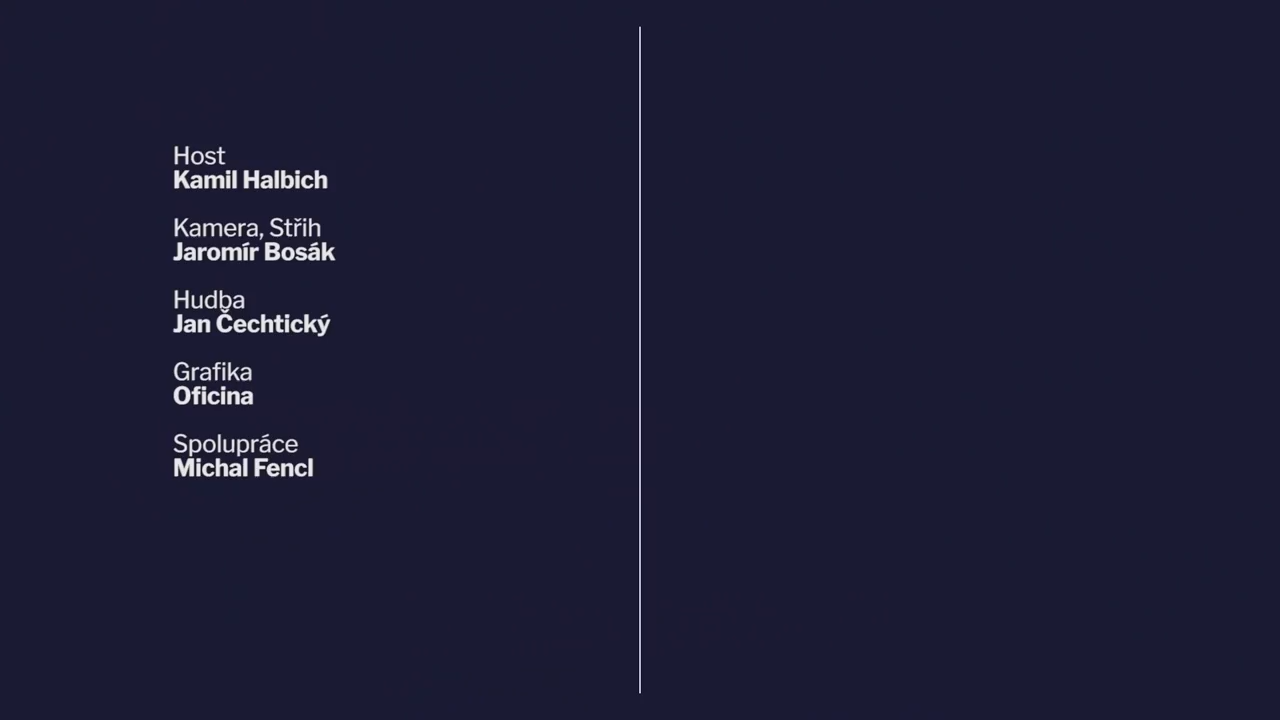 Host
Kamil Halbich
Kamera, Střih
Jaromír Bosák
Hudba
Jan Čechtický
Grafika
Oficina
Spolupráce
Michal Fencl